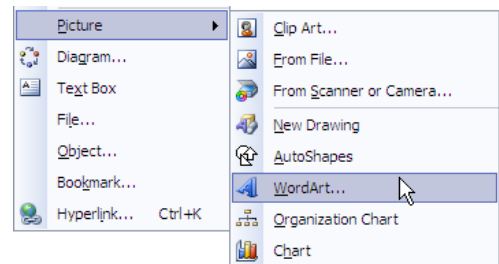 Picture
Diagram...
Text Box
File...
Object...
Bookmark...
Hyperlink... Ctrl+K
Clip Art...
From File...
From Scanner or Camera...
New Drawing
AutoShapes
WordArt...
Organization Chart
Chart